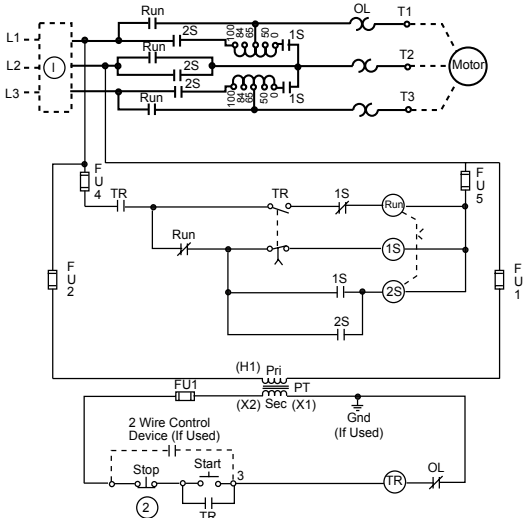 Run
OL
T1
L1
2S
1S
100 84 65 50 0
Run
L2
I
2S
T2
Motor
2S
L3
100 84 65 50 0
1S
Run
T3
F U 4
TR
TR
1S
Run
F U 5
Run
F U 2
1S
F U 1
1S
2S
2S
(H1) Pri
FU1
PT
(X2) Sec (X1)
Gnd
(If Used)
2 Wire Control
Device (If Used)
Stop
Start
3
OL
TR
2
TR